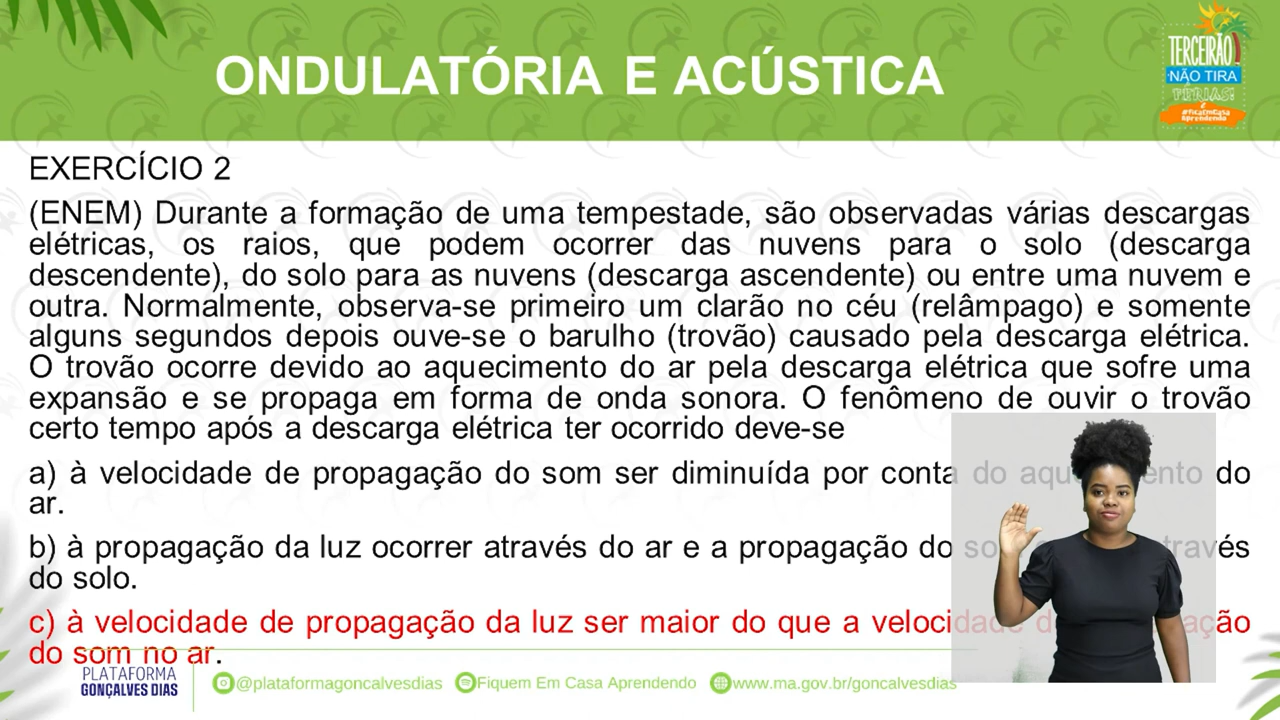 ONDULATÓRIA E ACÚSTICA
TERCEIRÃO!
NÃO TIRA
FÉRIAS!
é
#FicaEmCasa
Aprendendo
EXERCÍCIO 2
(ENEM) Durante a formação de uma tempestade, são observadas várias descargas
elétricas, os raios, que podem ocorrer das nuvens para o solo (descarga
descendente), do solo para as nuvens (descarga ascendente) ou entre uma nuvem e
outra. Normalmente, observa-se primeiro um clarão no céu (relâmpago) e somente
alguns segundos depois ouve-se o barulho (trovão) causado pela descarga elétrica.
O trovão ocorre devido ao aquecimento do ar pela descarga elétrica que sofre uma
expansão e se propaga em forma de onda sonora. O fenômeno de ouvir o trovão
certo tempo após a descarga elétrica ter ocorrido deve-se
a) à velocidade de propagação do som ser diminuída por conta do do
ar.
b) à propagação da luz ocorrer através do ar e a propagação do
do solo.
c) à velocidade de propagação da luz ser maior do que a velocidade
do som no ar.
PLATAFORMA
GONÇALVES DIAS
@plataformagoncalvesdias Fiquem Em Casa Aprendendo www.ma.gov.br/goncalvesdias